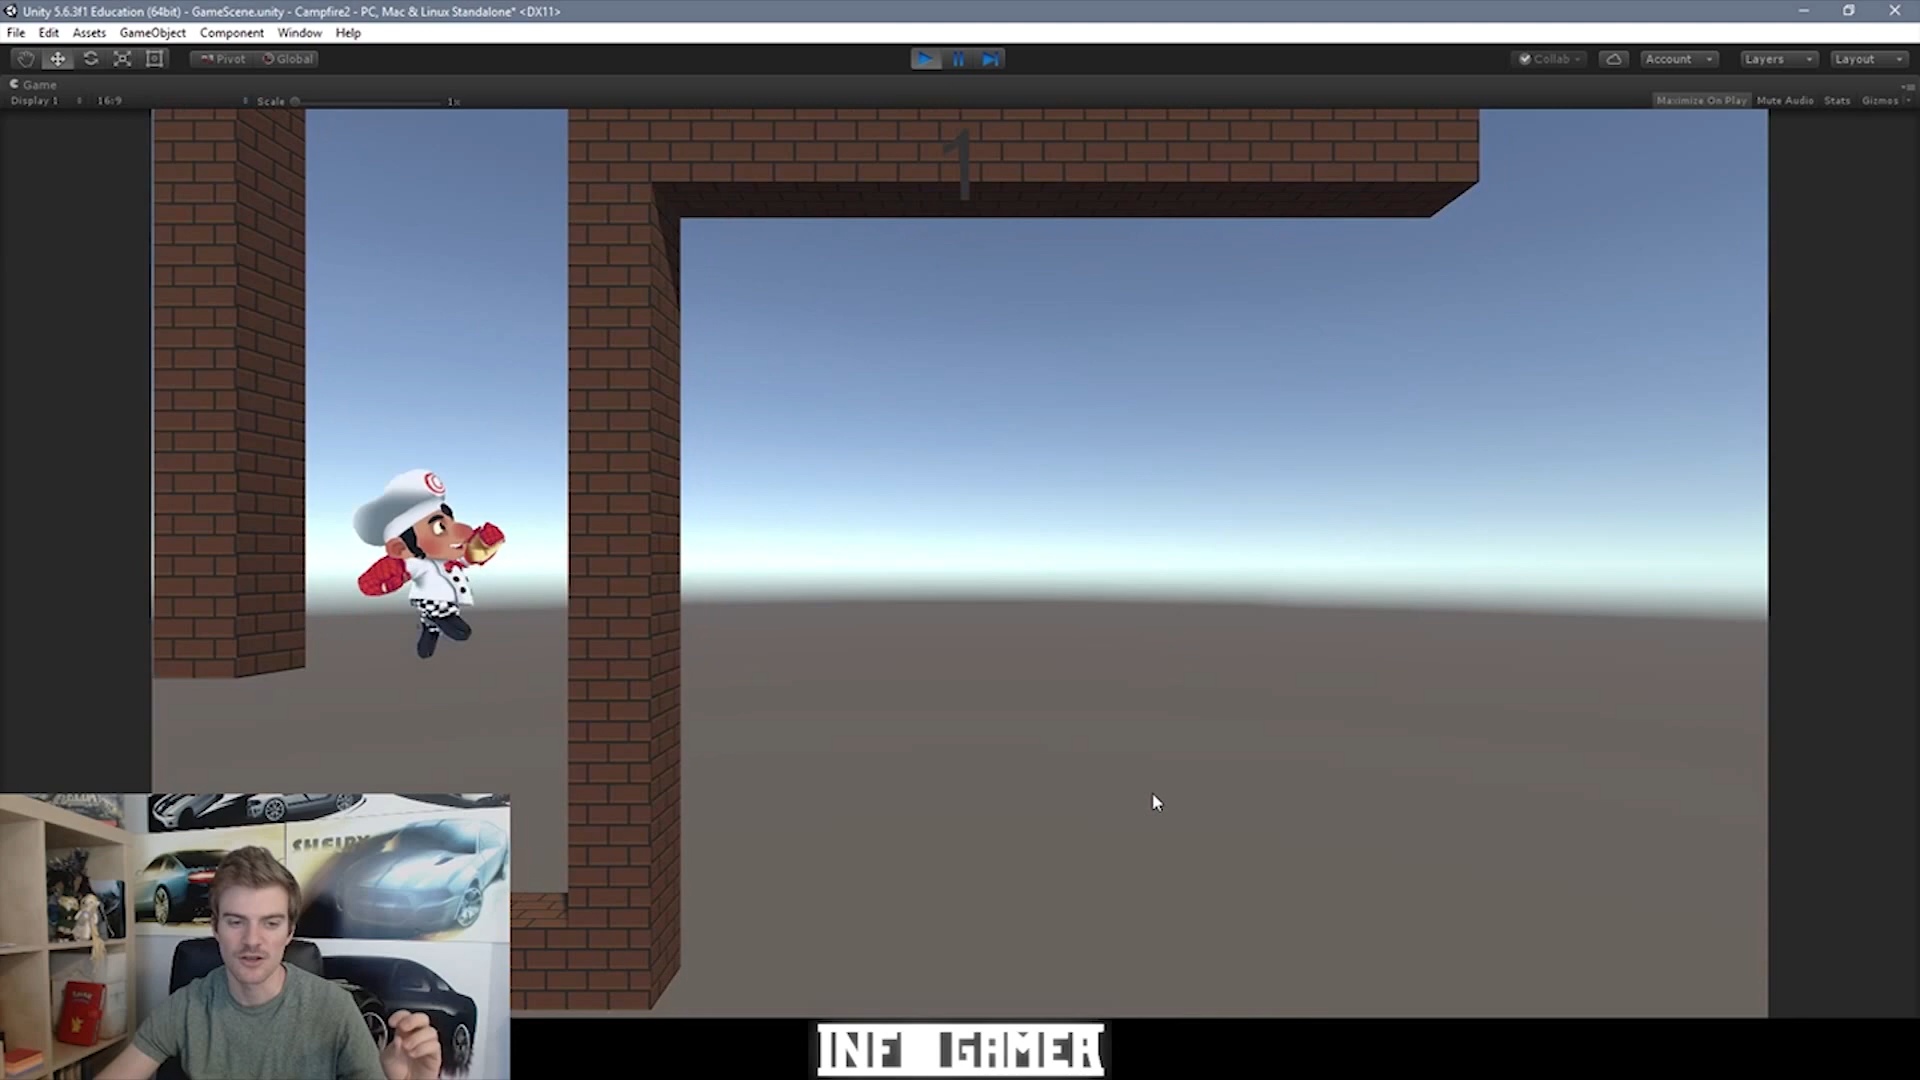 Unity 5.6.3f1 Education (64bit) - GameScene.unity - Campfire2 - PC, Mac & Linux Standalone* <DX11>
File Edit Assets GameObject Component Window Help
Pivot Global Collab Account Layers Layout
Game
Display 1 16:9 Scale 1x Maximize On Play Mute Audio Stats Gizmos
1
SHELBY
INF GAMER